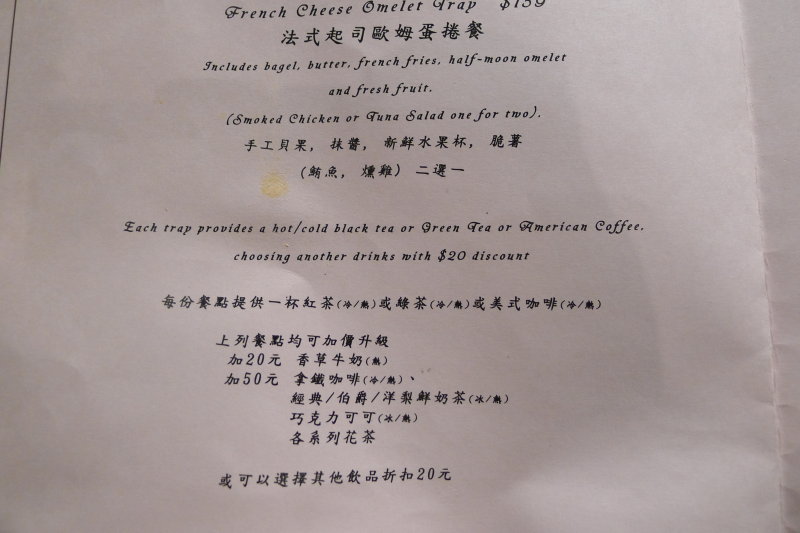 French Cheese Omelet Trap $159
法式起司歐姆蛋捲餐
Includes bagel, butter, french fries, half-moon omelet
and fresh fruit.
(Smoked Chicken or Tuna Salad one for two).
手工貝果, 抹醬, 新鮮水果杯, 脆薯
(鮪魚, 燻雞) 二選一
Each trap provides a hot/cold black tea or Green Tea or American Coffee.
choosing another drinks with $20 discount
每份餐點提供一杯紅茶(冷/熱)或綠茶(冷/熱)或美式咖啡(冷/熱)
上列餐點均可加價升級
加20元 香草牛奶(熱)
加50元 拿鐵咖啡(冷/熱)、
經典/伯爵/洋梨鮮奶茶(冰/熱)
巧克力可可(冰/熱)
各系列花茶
或可以選擇其他飲品折扣20元